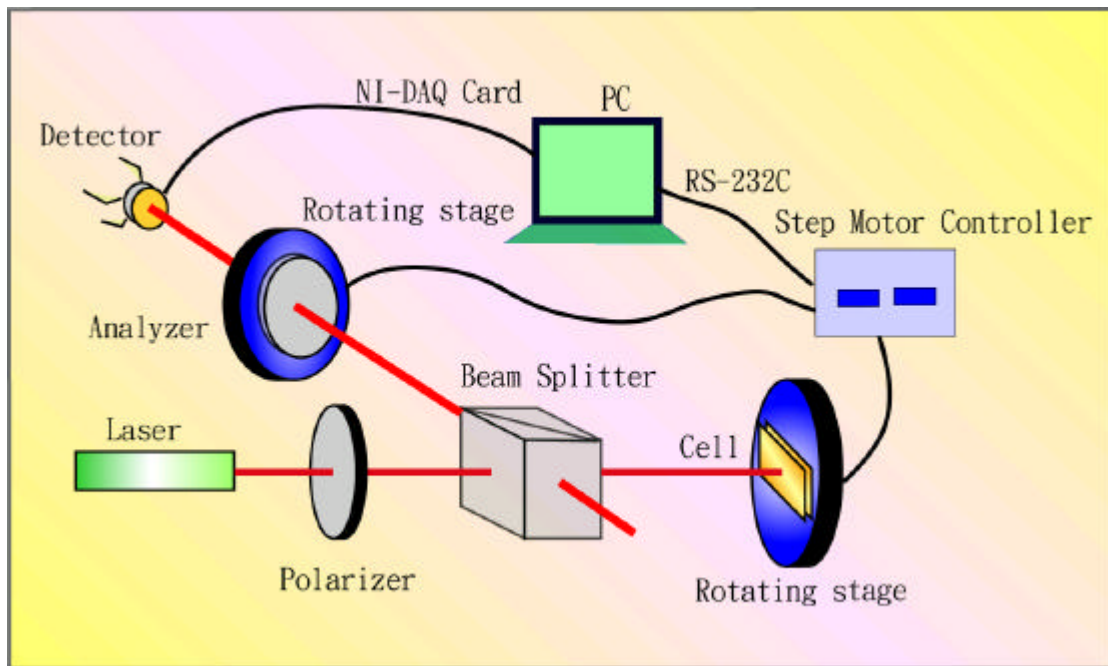 NI-DAQ Card
PC
Detector
RS-232C
Rotating stage
Step Motor Controller
Analyzer
Beam Splitter
Laser
Cell
Polarizer
Rotating stage